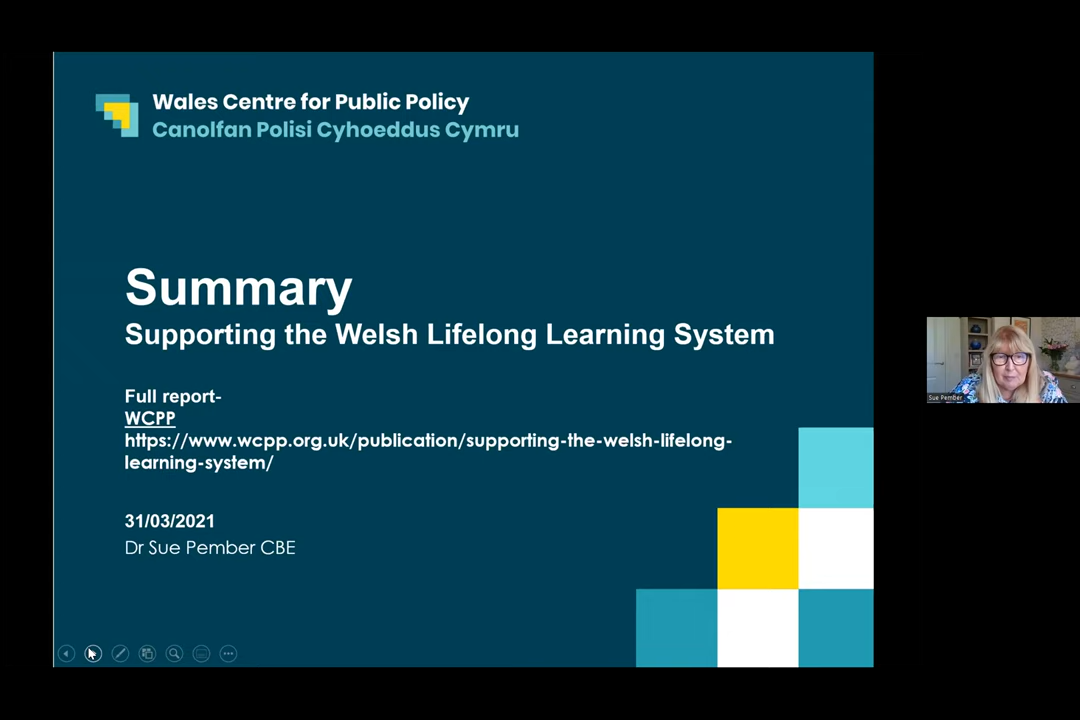 Wales Centre for Public Policy
Canolfan Polisi Cyhoeddus Cymru
Summary
Supporting the Welsh Lifelong Learning System
Full report-
WCPP
https://www.wcpp.org.uk/publication/supporting-the-welsh-lifelong-
learning-system/
31/03/2021
Dr Sue Pember CBE
Sue Pember